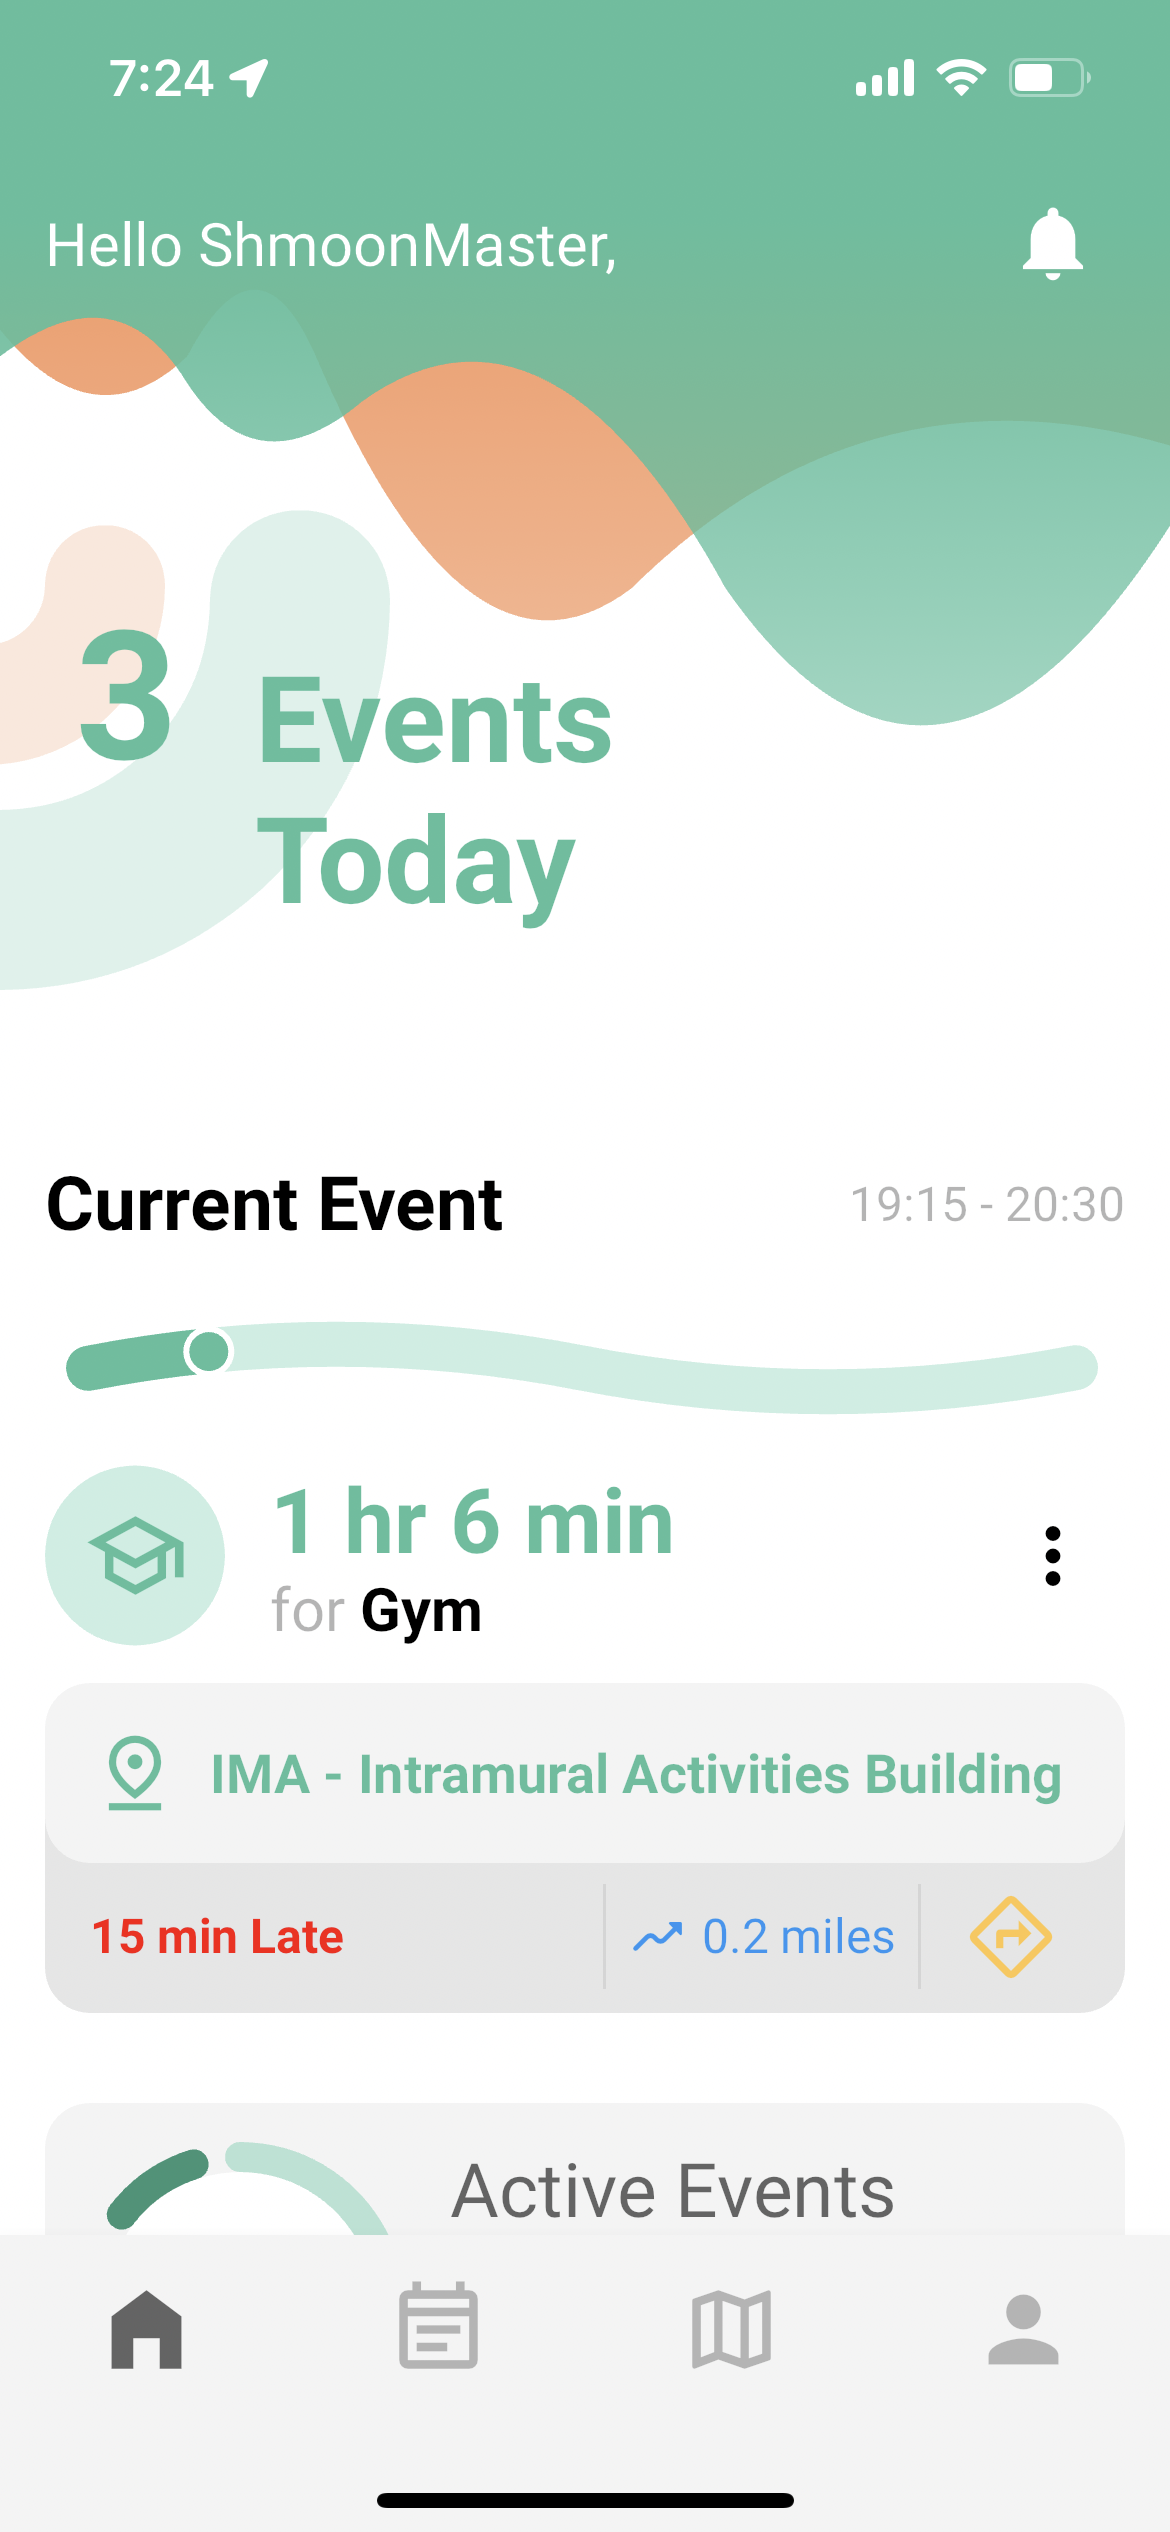 7:24
Hello ShmoonMaster,
3 Events
Today
Current Event 19:15 - 20:30
1 hr 6 min
for Gym
IMA - Intramural Activities Building
15 min Late 0.2 miles
Active Events